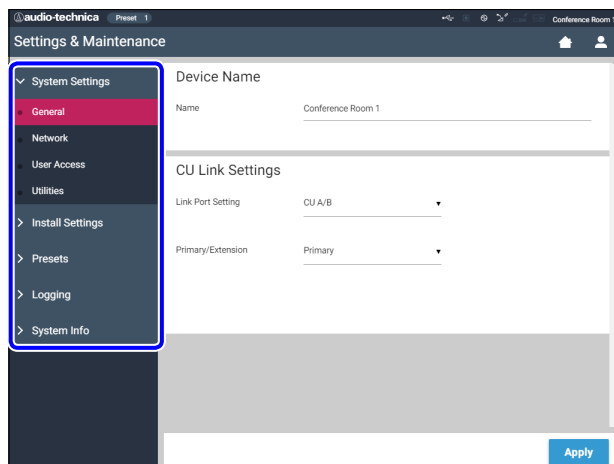 audio-technica Preset 1 Conference Room 1
Settings & Maintenance
System Settings
General
Network
User Access
Utilities
Install Settings
Presets
Logging
System Info
Device Name
Name Conference Room 1
CU Link Settings
Link Port Setting CU A/B
Primary/Extension Primary
Apply